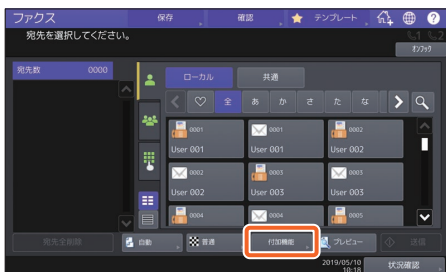 ファクス 保存 確認 テンプレート
宛先を選択してください。
L1 L2
ｵﾝﾌｯｸ
宛先数 0000
ローカル 共通
全 あ か さ た な
0001 0001 0002
User 001 User 001 User 002
0002 0003 0003
User 002 User 003 User 003
0004 0004 0005
宛先全削除 自動 普通 付加機能 プレビュー 送信
2019/05/10
10:18
状況確認